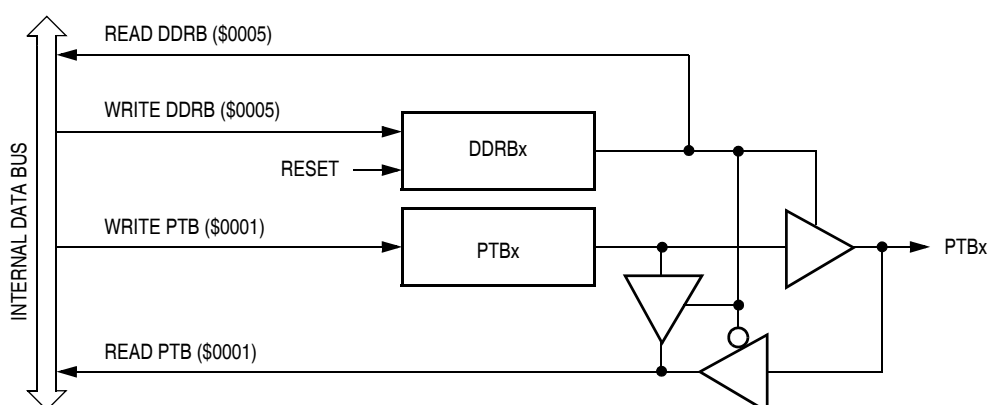 READ DDRB ($0005)
WRITE DDRB ($0005)
DDRBx
RESET
INTERNAL DATA BUS
WRITE PTB ($0001)
PTBx
PTBx
READ PTB ($0001)